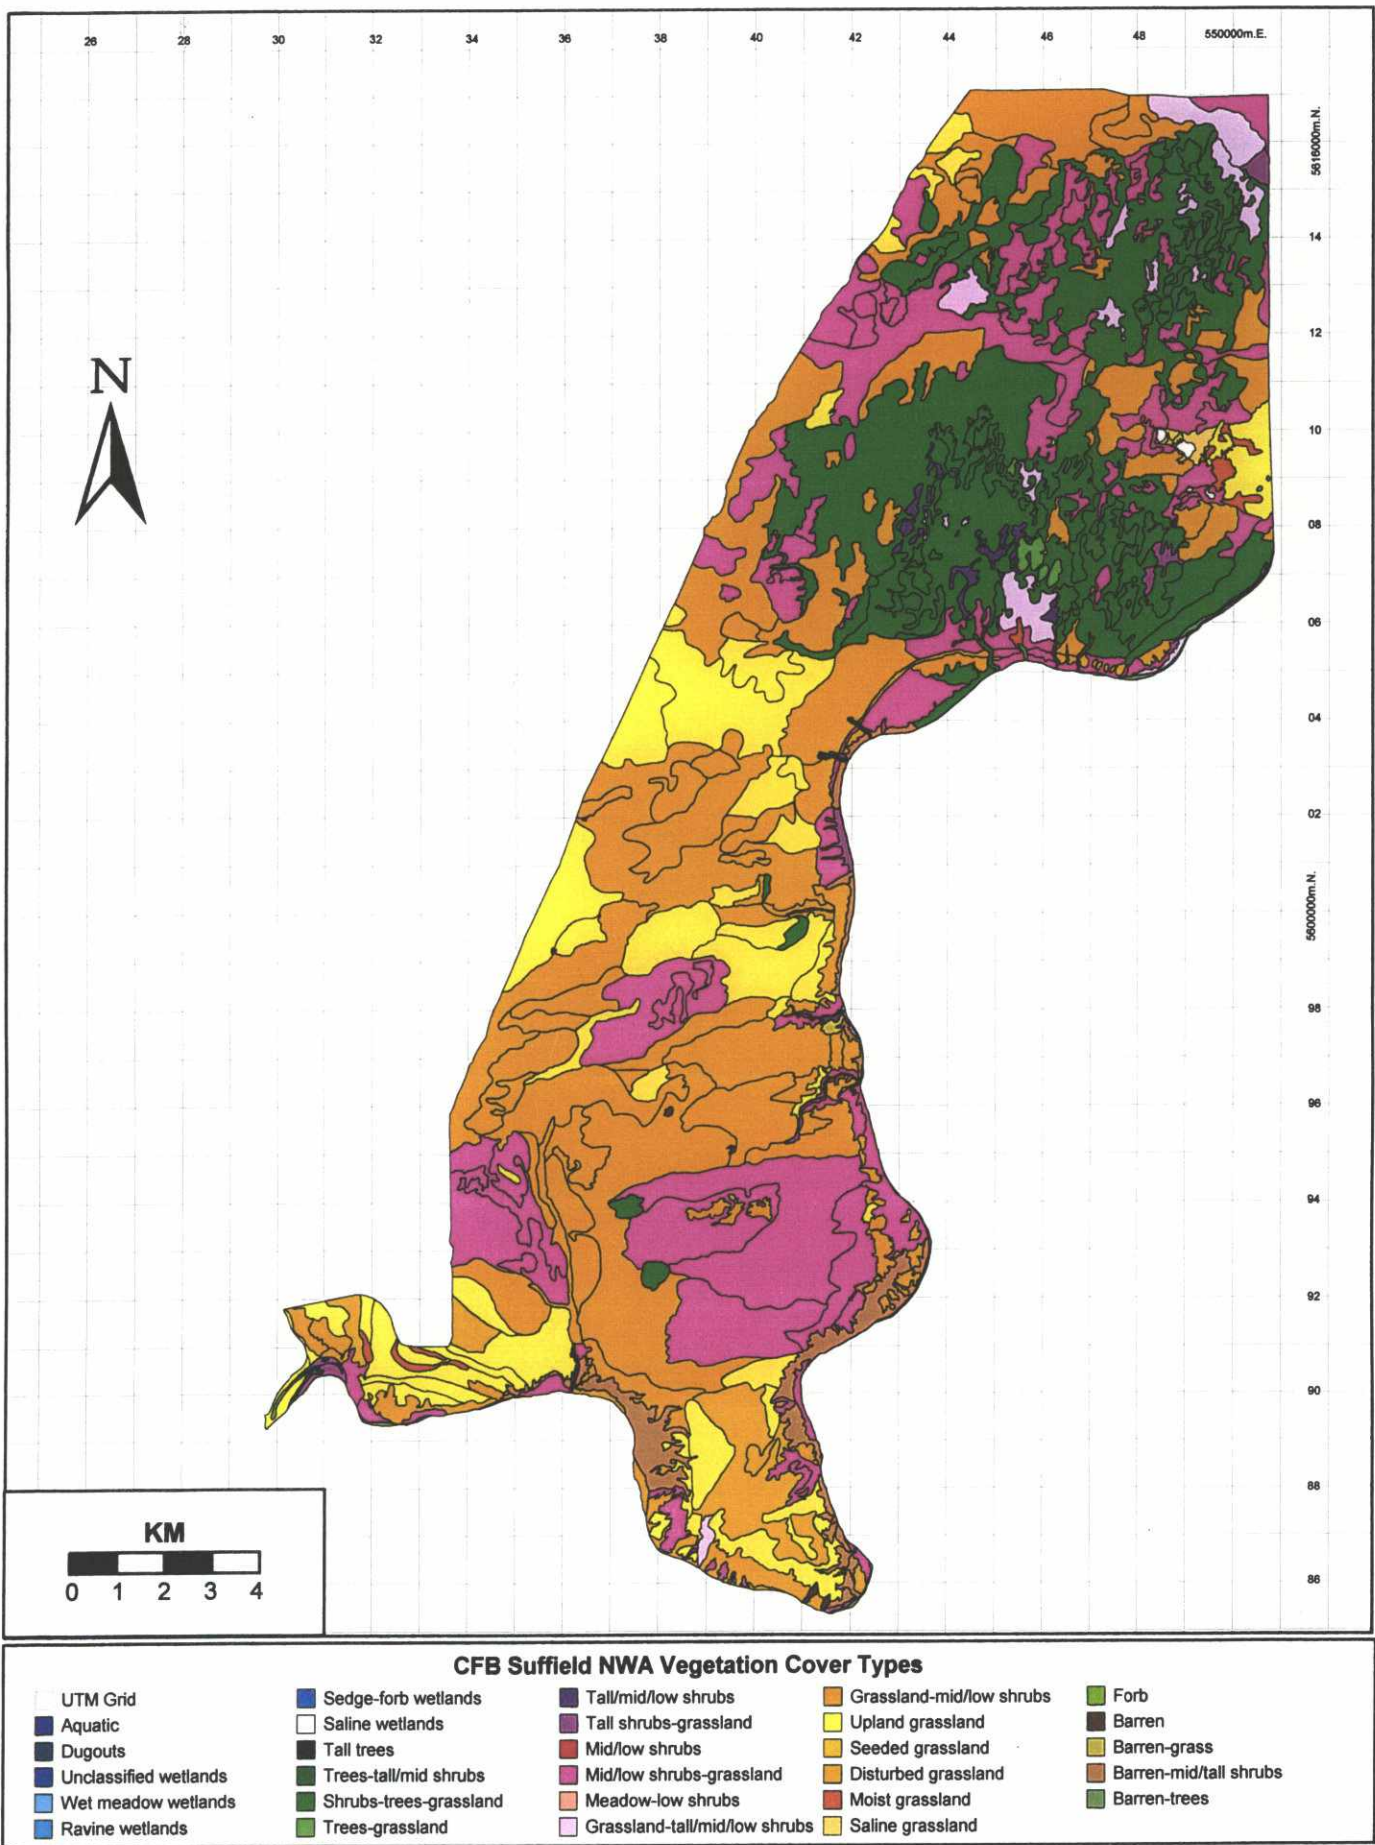 26 28 30 32 34 36 38 40 42 44 46 48 550000m.E.
5616000m.N.
14
12
N
10
08
06
04
02
5600000m.N.
98
96
94
92
90
88
86
KM
0 1 2 3 4
CFB Suffield NWA Vegetation Cover Types
UTM Grid
Aquatic
Dugouts
Unclassified wetlands
Wet meadow wetlands
Ravine wetlands
Sedge-forb wetlands
Saline wetlands
Tall trees
Trees-tall/mid shrubs
Shrubs-trees-grassland
Trees-grassland
Tall/mid/low shrubs
Tall shrubs-grassland
Mid/low shrubs
Mid/low shrubs-grassland
Meadow-low shrubs
Grassland-tall/mid/low shrubs
Grassland-mid/low shrubs
Upland grassland
Seeded grassland
Disturbed grassland
Moist grassland
Saline grassland
Forb
Barren
Barren-grass
Barren-mid/tall shrubs
Barren-trees